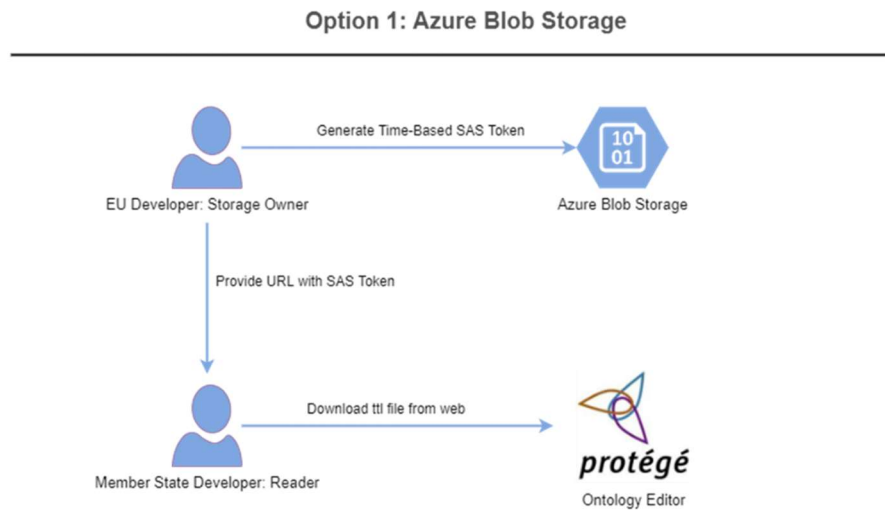 Option 1: Azure Blob Storage
Generate Time-Based SAS Token
10
01
EU Developer: Storage Owner
Azure Blob Storage
Provide URL with SAS Token
Download ttl file from web
protégé
Member State Developer: Reader
Ontology Editor